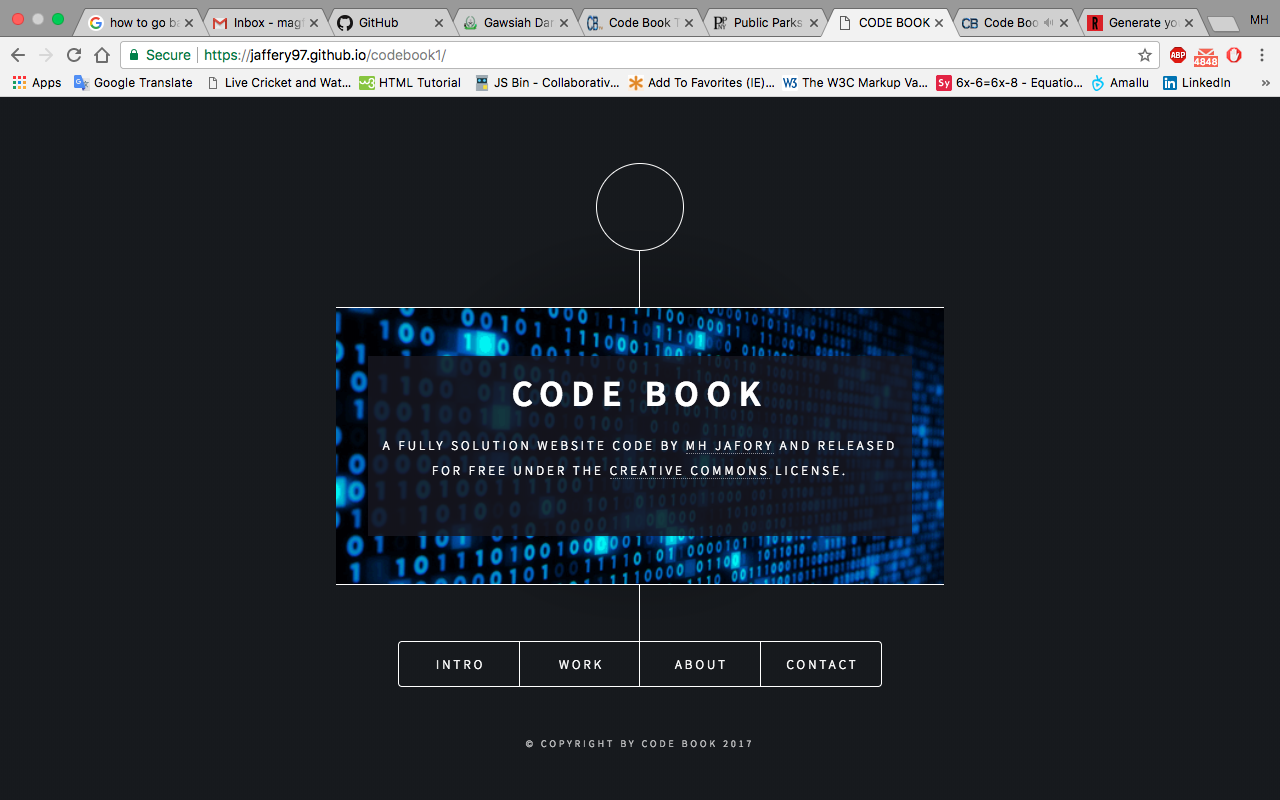 how to go ba
Inbox - magf
GitHub
Gawsiah Dar
Code Book T
Public Parks
CODE BOOK
Code Boo
Generate you
MH
Secure https://jaffery97.github.io/codebook1/
ABP
4848
Apps
Google Translate
Live Cricket and Wat...
HTML Tutorial
JS Bin - Collaborativ...
Add To Favorites (IE)...
The W3C Markup Va...
6x-6=6x-8 - Equatio...
Amallu
LinkedIn
»
CODE BOOK
A FULLY SOLUTION WEBSITE CODE BY MH JAFORY AND RELEASED
FOR FREE UNDER THE CREATIVE COMMONS LICENSE.
INTRO WORK ABOUT CONTACT
© COPYRIGHT BY CODE BOOK 2017